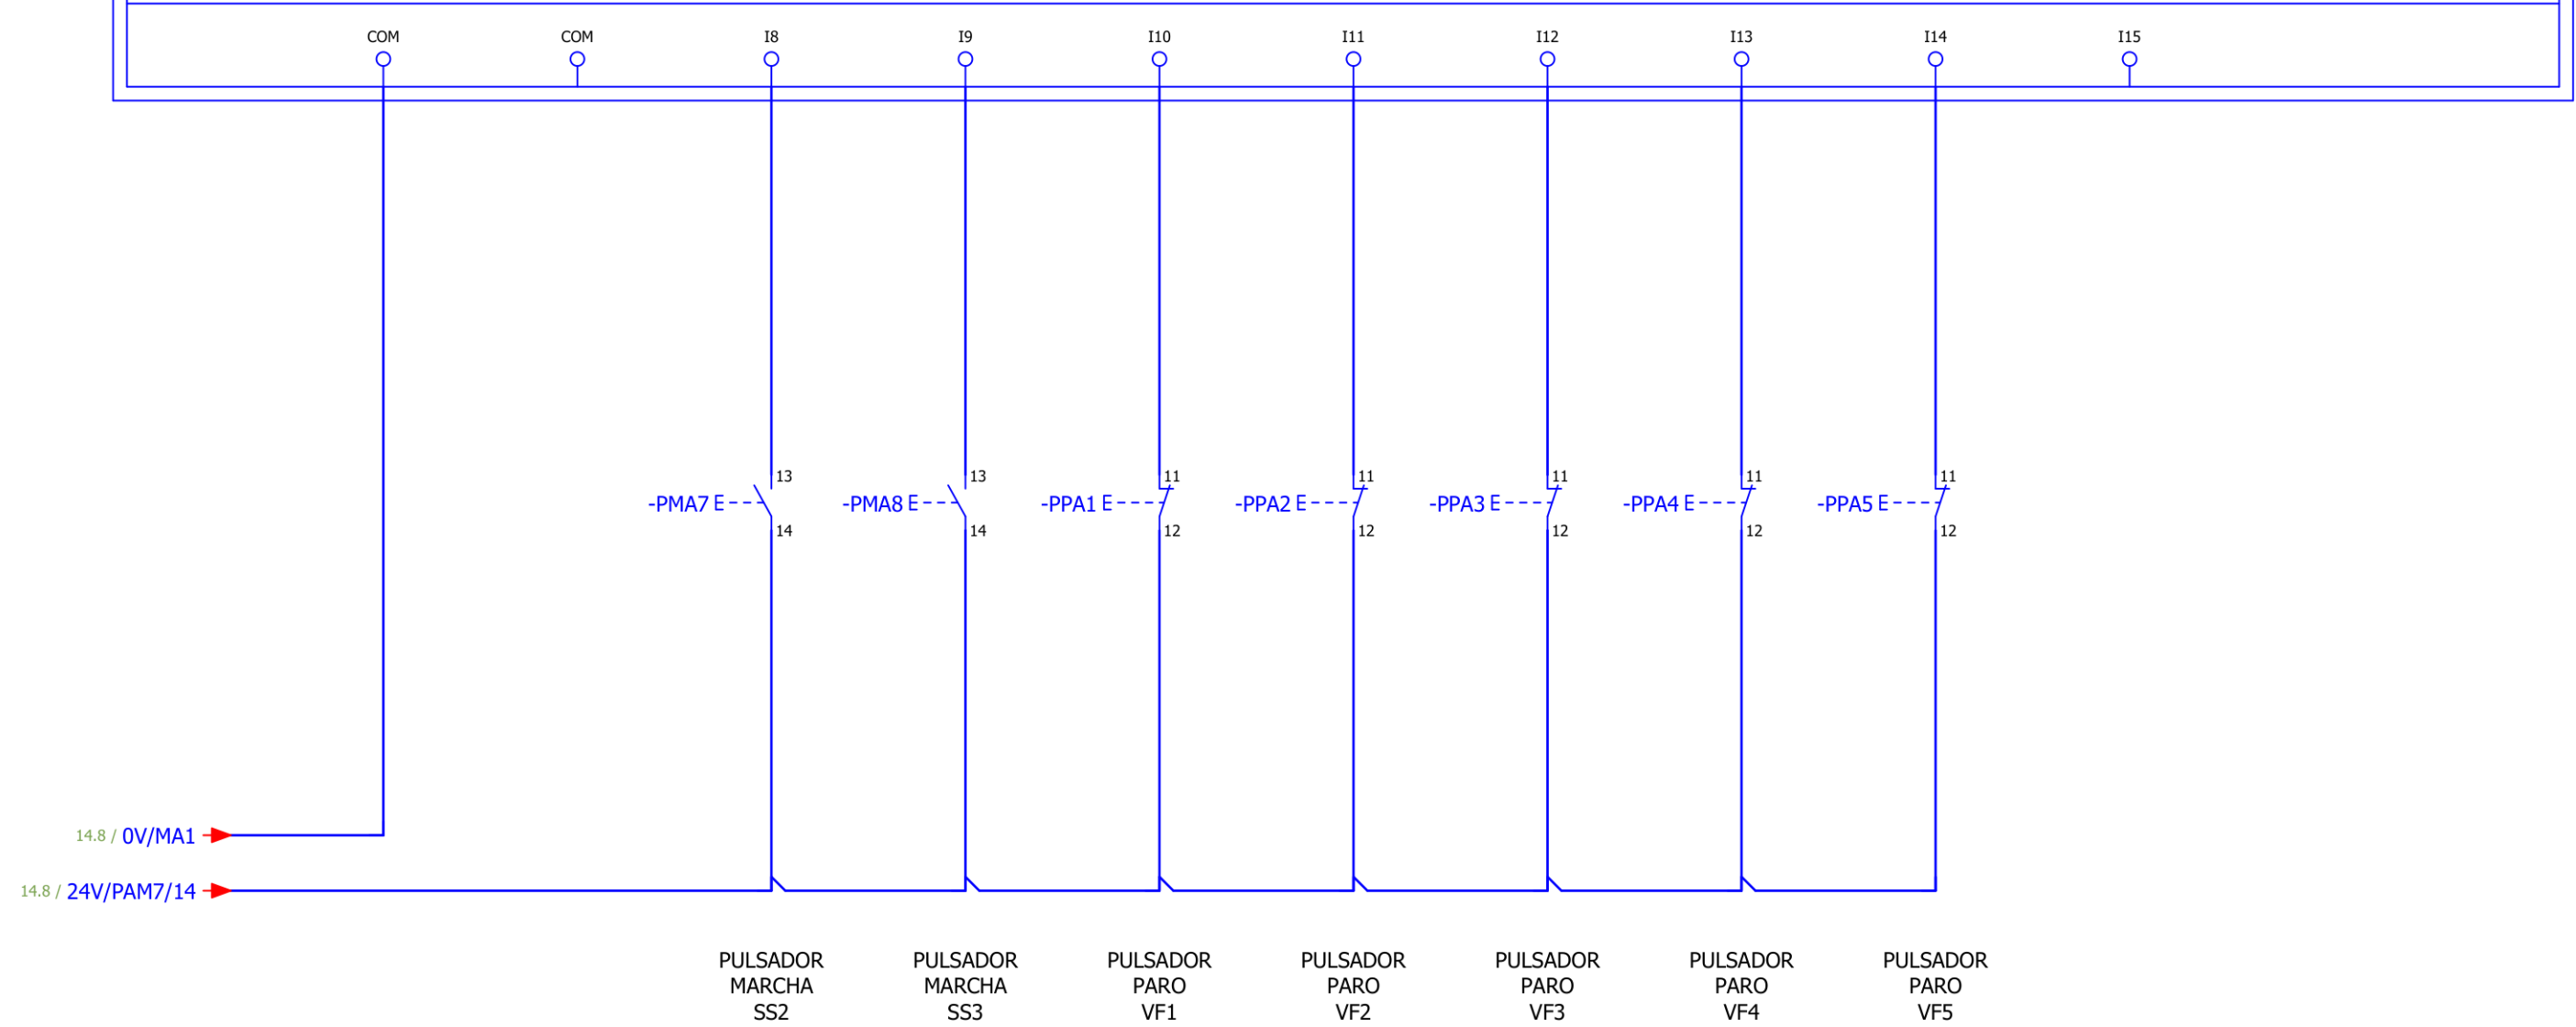 COM COM I8 I9 I10 I11 I12 I13 I14 I15
13 13 11 11 11 11 11
-PMA7 -PMA8 -PPA1 -PPA2 -PPA3 -PPA4 -PPA5
14 14 12 12 12 12 12
14.8 / 0V/MA1
14.8 / 24V/PAM7/14
PULSADOR PULSADOR PULSADOR PULSADOR PULSADOR PULSADOR PULSADOR
MARCHA MARCHA PARO PARO PARO PARO PARO
SS2 SS3 VF1 VF2 VF3 VF4 VF5